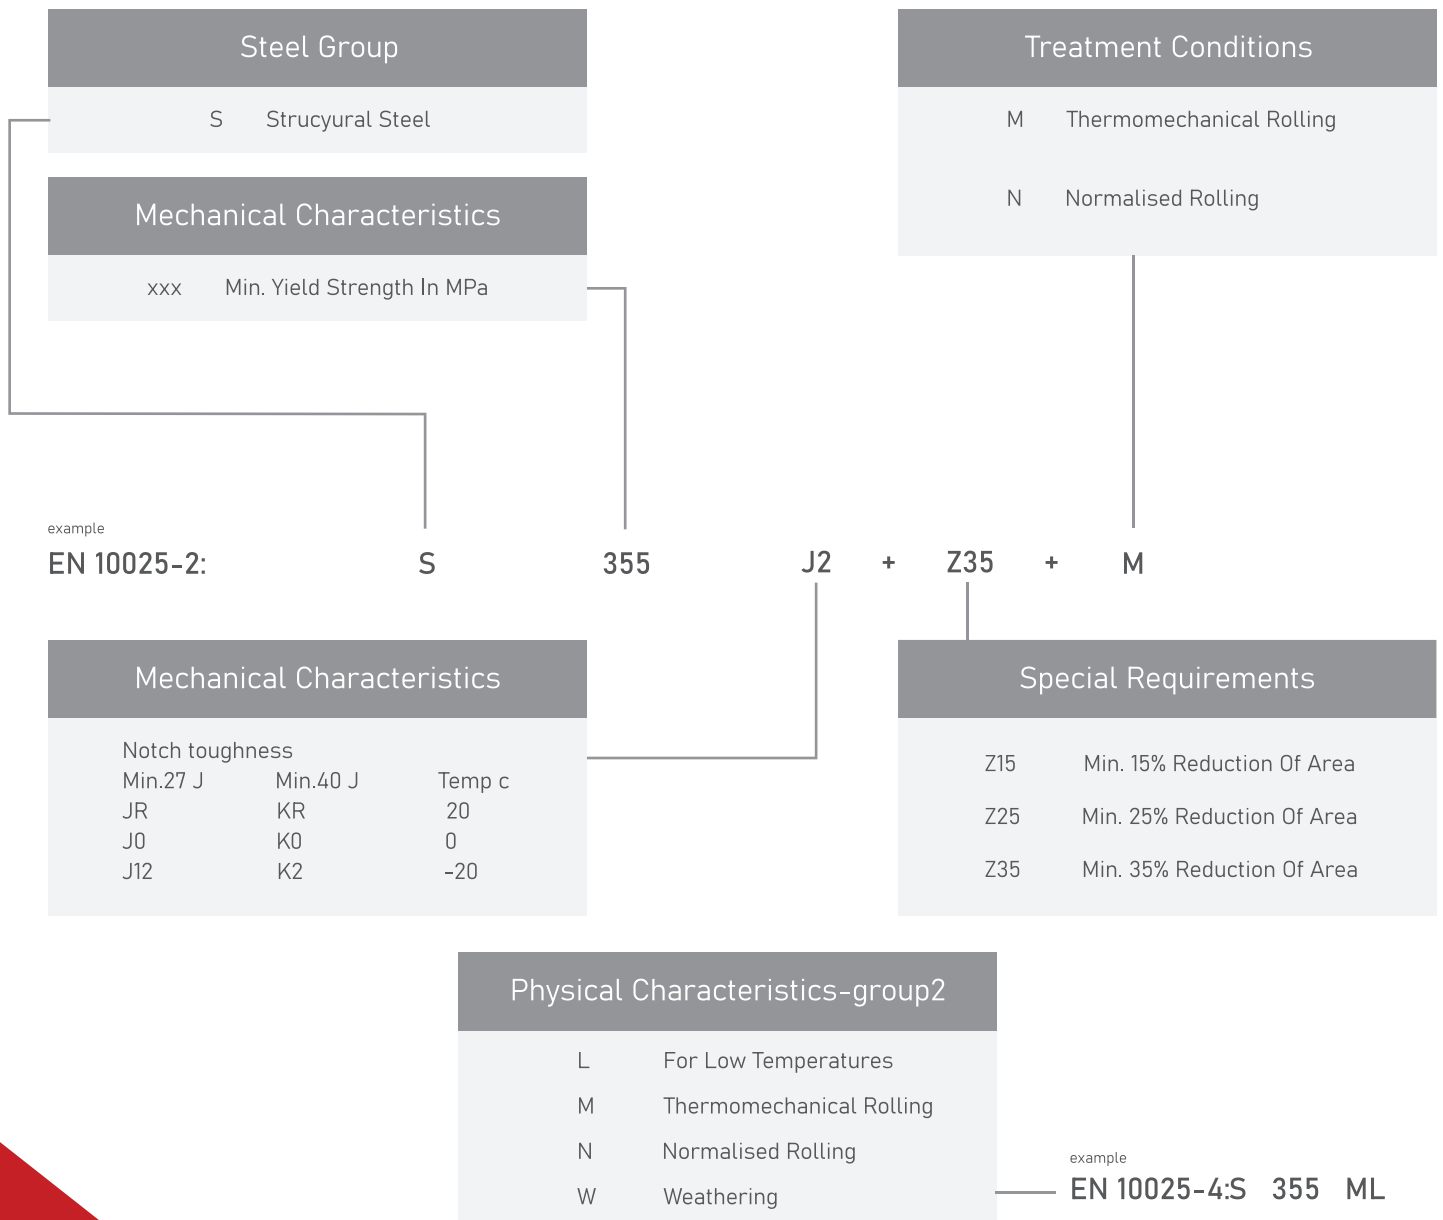 Steel Group
S Strucyural Steel
Mechanical Characteristics
xxx Min. Yield Strength In MPa
Treatment Conditions
M Thermomechanical Rolling
N Normalised Rolling
example
EN 10025-2: S 355 J2 + Z35 + M
Mechanical Characteristics
Notch toughness
Min.27 J Min.40 J Temp c
JR KR 20
J0 K0 0
J12 K2 -20
Special Requirements
Z15 Min. 15% Reduction Of Area
Z25 Min. 25% Reduction Of Area
Z35 Min. 35% Reduction Of Area
Physical Characteristics-group2
L For Low Temperatures
M Thermomechanical Rolling
N Normalised Rolling
W Weathering
example
EN 10025-4:S 355 ML